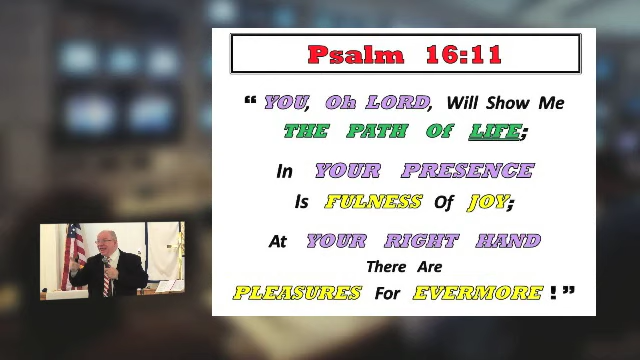 Psalm 16:11
“ YOU, Oh LORD, Will Show Me
THE PATH Of LIFE;
In YOUR PRESENCE
Is FULNESS Of JOY;
At YOUR RIGHT HAND
There Are
PLEASURES For EVERMORE ! ”